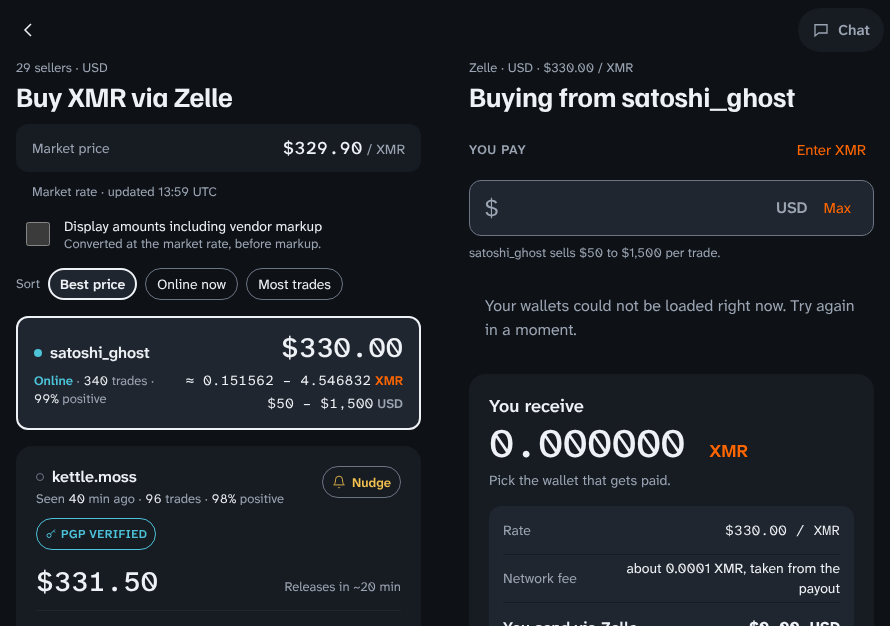 Chat
29 sellers · USD
Buy XMR via Zelle
Market price
$329.90 / XMR
Market rate · updated 13:59 UTC
Display amounts including vendor markup
Converted at the market rate, before markup.
Sort
Best price
Online now
Most trades
satoshi_ghost
$330.00
Online · 340 trades ·
99% positive
≈ 0.151562 – 4.546832 XMR
$50 – $1,500 USD
kettle.moss
Seen 40 min ago · 96 trades · 98% positive
Nudge
PGP VERIFIED
$331.50
Releases in ~20 min
Zelle · USD · $330.00 / XMR
Buying from satoshi_ghost
YOU PAY
Enter XMR
$
USD
Max
satoshi_ghost sells $50 to $1,500 per trade.
Your wallets could not be loaded right now. Try again
in a moment.
You receive
0.000000 XMR
Pick the wallet that gets paid.
Rate
$330.00 / XMR
Network fee
about 0.0001 XMR, taken from the
payout
You send via Zelle
$0.00 USD